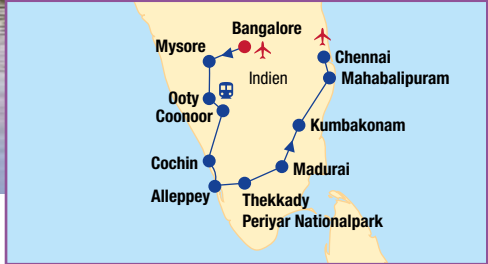 Bangalore
Mysore
Chennai
Indien
Mahabalipuram
Ooty
Coonoor
Kumbakonam
Cochin
Madurai
Alleppey
Thekkady
Periyar Nationalpark